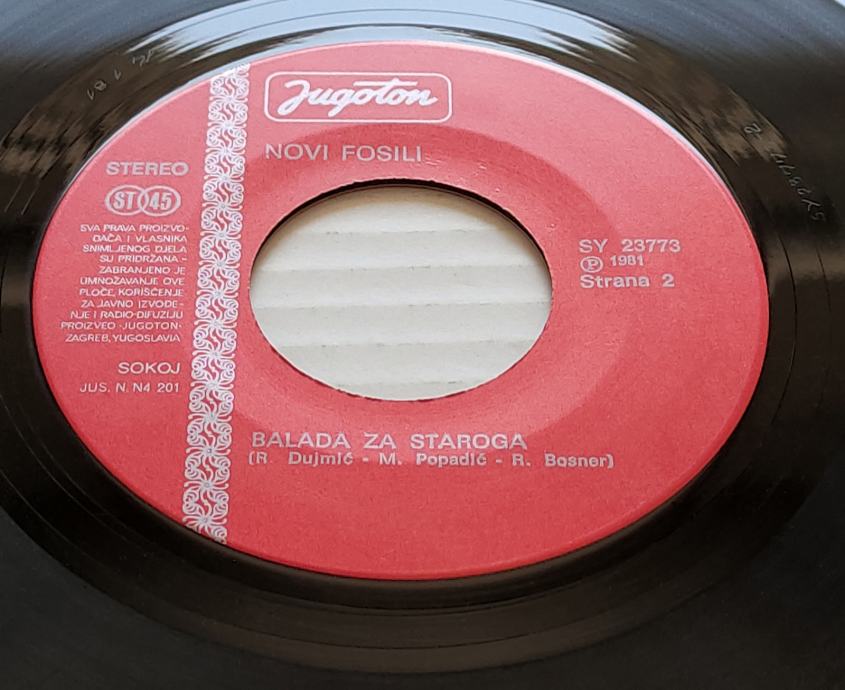 Jugoton
NOVI FOSILI
STEREO
ST 45
SVA PRAVA PROIZVO-
ĐAČA I VLASNIKA
SNIMLJENOG DJELA
SU PRIDRŽANA -
ZABRANJENO JE
UMNOŽAVANJE OVE
PLOČE, KORIŠĆENJE
ZA JAVNO IZVOĐE-
NJE I RADIO-DIFUZIJU
PROIZVEO ·JUGOTON·
ZAGREB, YUGOSLAVIA
SOKOJ
JUS. N. N4 201
SY 23773
Ⓟ 1981
Strana 2
BALADA ZA STAROGA
(R. Dujmić - M. Popadić - R. Bosner)